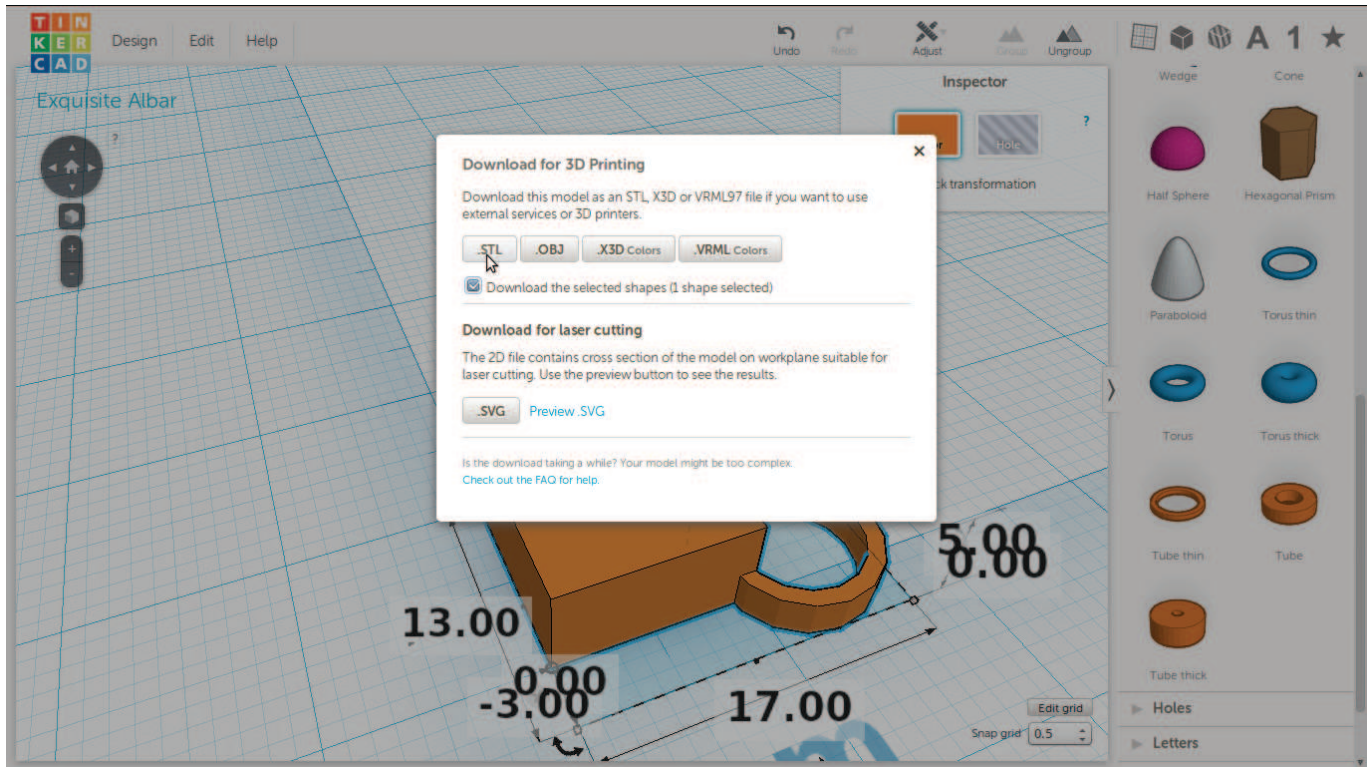 TIN
KER
CAD
Design Edit Help
Undo
Redo
Adjust
Group
Ungroup
A 1
Exquisite Albar
?
Inspector
Hole
?
transformation
Download for 3D Printing
Download this model as an STL, X3D or VRML97 file if you want to use
external services or 3D printers.
.STL .OBJ .X3D Colors .VRML Colors
Download the selected shapes (1 shape selected)
Download for laser cutting
The 2D file contains cross section of the model on workplane suitable for
laser cutting. Use the preview button to see the results.
.SVG Preview .SVG
Is the download taking a while? Your model might be too complex.
Check out the FAQ for help.
5.00
0.00
13.00
0.00
-3.00
17.00
Edit grid
Snap grid 0.5
Wedge Cone
Half Sphere Hexagonal Prism
Paraboloid Torus thin
Torus Torus thick
Tube thin Tube
Tube thick
Holes
Letters